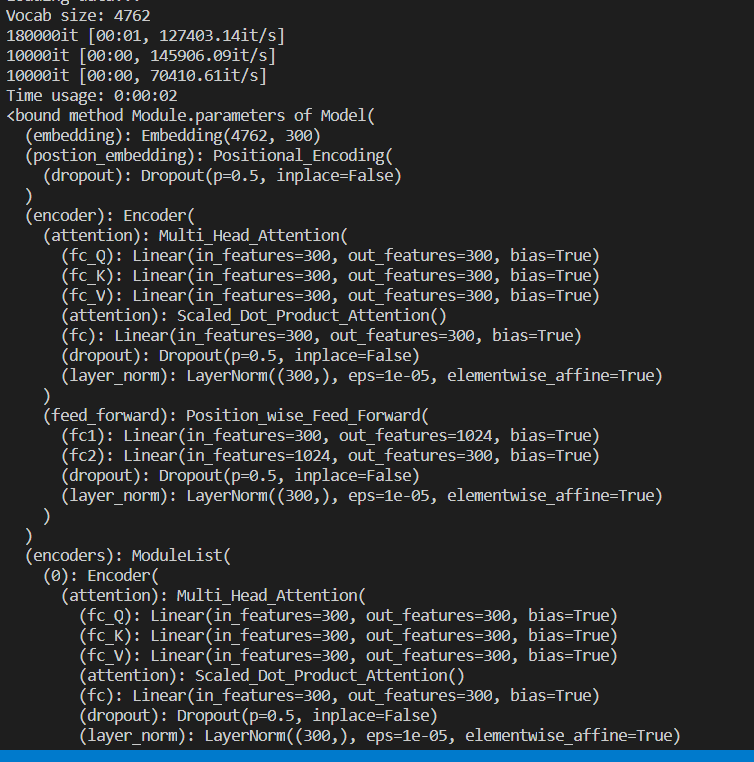 Loading data...
Vocab size: 4762
180000it [00:01, 127403.14it/s]
10000it [00:00, 145906.09it/s]
10000it [00:00, 70410.61it/s]
Time usage: 0:00:02
<bound method Module.parameters of Model(
  (embedding): Embedding(4762, 300)
  (postion_embedding): Positional_Encoding(
    (dropout): Dropout(p=0.5, inplace=False)
  )
  (encoder): Encoder(
    (attention): Multi_Head_Attention(
      (fc_Q): Linear(in_features=300, out_features=300, bias=True)
      (fc_K): Linear(in_features=300, out_features=300, bias=True)
      (fc_V): Linear(in_features=300, out_features=300, bias=True)
      (attention): Scaled_Dot_Product_Attention()
      (fc): Linear(in_features=300, out_features=300, bias=True)
      (dropout): Dropout(p=0.5, inplace=False)
      (layer_norm): LayerNorm((300,), eps=1e-05, elementwise_affine=True)
    )
    (feed_forward): Position_wise_Feed_Forward(
      (fc1): Linear(in_features=300, out_features=1024, bias=True)
      (fc2): Linear(in_features=1024, out_features=300, bias=True)
      (dropout): Dropout(p=0.5, inplace=False)
      (layer_norm): LayerNorm((300,), eps=1e-05, elementwise_affine=True)
    )
  )
  (encoders): ModuleList(
    (0): Encoder(
      (attention): Multi_Head_Attention(
        (fc_Q): Linear(in_features=300, out_features=300, bias=True)
        (fc_K): Linear(in_features=300, out_features=300, bias=True)
        (fc_V): Linear(in_features=300, out_features=300, bias=True)
        (attention): Scaled_Dot_Product_Attention()
        (fc): Linear(in_features=300, out_features=300, bias=True)
        (dropout): Dropout(p=0.5, inplace=False)
        (layer_norm): LayerNorm((300,), eps=1e-05, elementwise_affine=True)